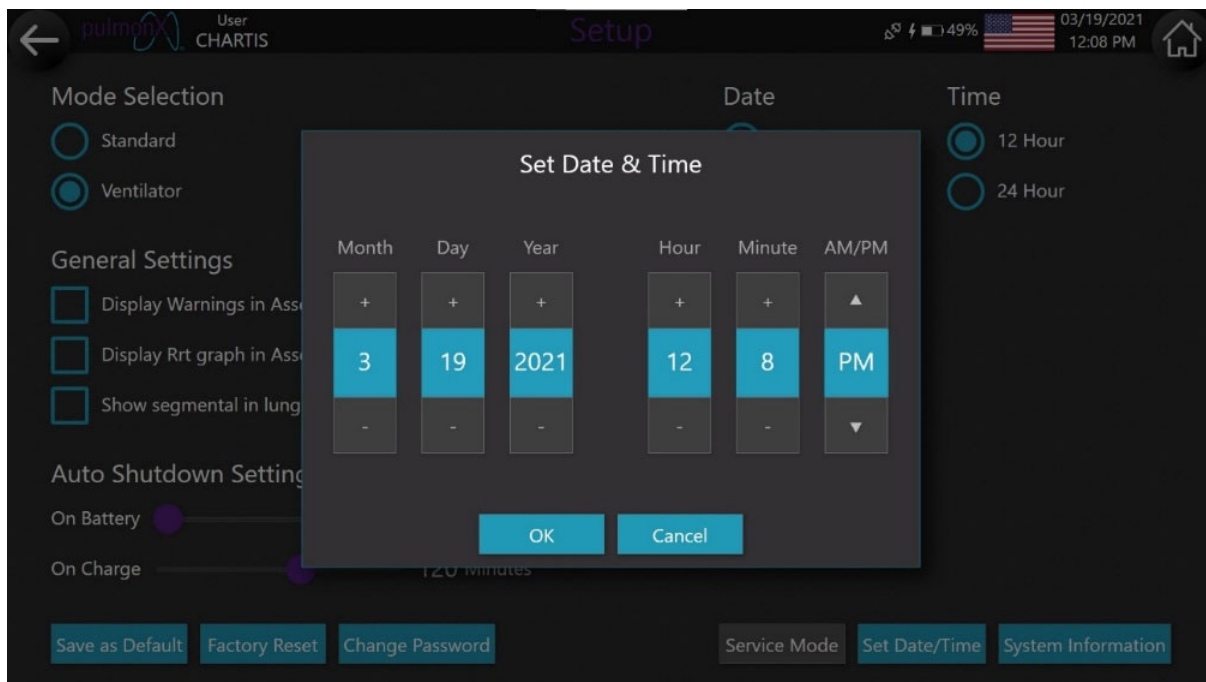 pulmonX
User
CHARTIS
Setup
49%
03/19/2021
12:08 PM
Mode Selection
Standard
Ventilator
Date
Time
12 Hour
24 Hour
General Settings
Display Warnings in Ass
Display Rrt graph in Ass
Show segmental in lung
Auto Shutdown Setting
On Battery
On Charge
120 Minutes
Set Date & Time
Month Day Year Hour Minute AM/PM
+ + + + + ▲
3 19 2021 12 8 PM
- - - - - ▼
OK Cancel
Save as Default Factory Reset Change Password Service Mode Set Date/Time System Information